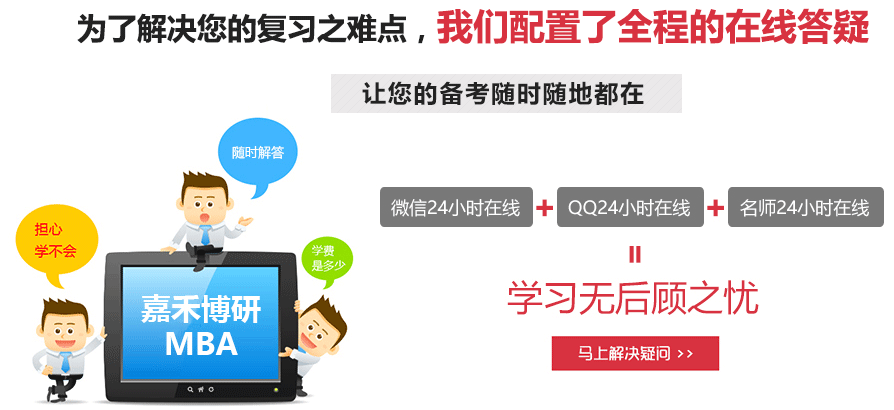 为了解决您的复习之难点，我们配置了全程的在线答疑
让您的备考随时随地都在
随时解答
担心
学不会
学费
是多少
嘉禾博研
MBA
微信24小时在线+QQ24小时在线+名师24小时在线
=
学习无后顾之忧
马上解决疑问 >>